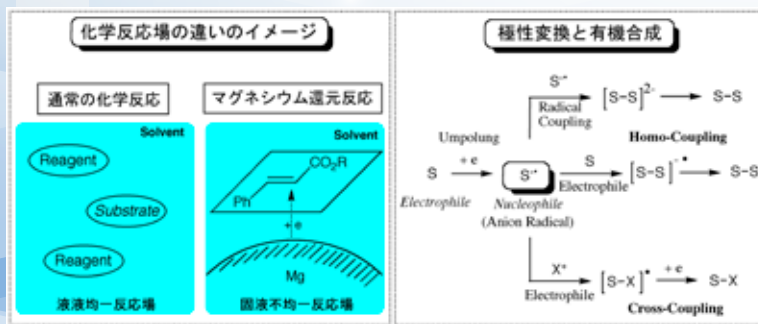 化学反応場の違いのイメージ
通常の化学反応
マグネシウム還元反応
Solvent
Reagent
Substrate
Reagent
液液均一反応場
Solvent
CO₂R
Ph
+ e
Mg
固液不均一反応場
極性変換と有機合成
S⁻•
Radical
Coupling
[S-S]²⁻
S-S
Homo-Coupling
Umpolung
S
+ e
S⁻•
S
Electrophile
[S-S]⁻•
S-S
Electrophile
Nucleophile
(Anion Radical)
X⁺
Electrophile
[S-X]•
+ e
S-X
Cross-Coupling